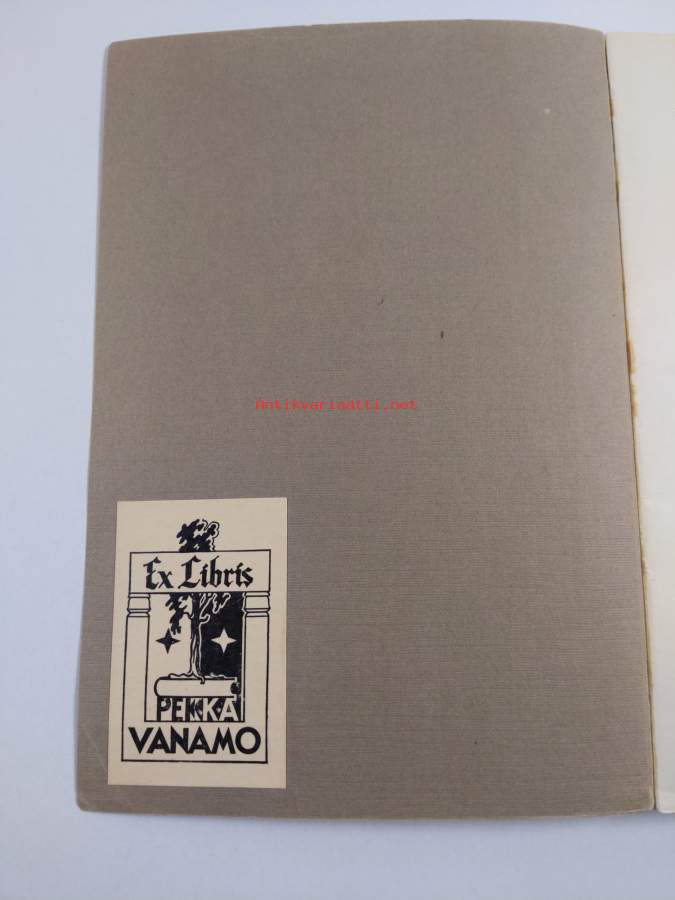 Antikvariaatti.net
Ex Libris
PEKKA
VANAMO